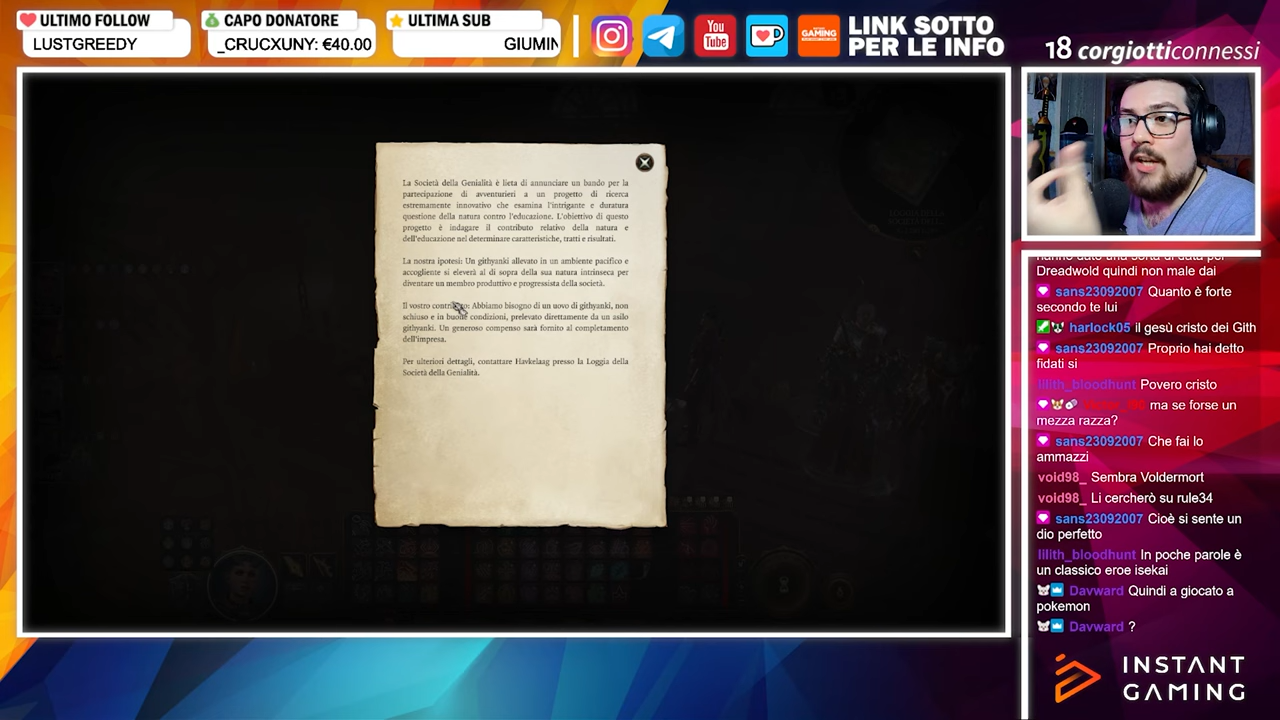 ULTIMO FOLLOW
LUSTGREEDY
CAPO DONATORE
_CRUCXUNY: €40.00
ULTIMA SUB
GIUMIN
You
Tube
GAMING
LINK SOTTO
PER LE INFO
18 corgiotticonnessi
La Società della Genialità è lieta di annunciare un bando per la
partecipazione di avventurieri a un progetto di ricerca
estremamente innovativo che esamina l'intrigante e duratura
questione della natura contro l'educazione. L'obiettivo di questo
progetto è indagare il contributo relativo della natura e
dell'educazione nel determinare caratteristiche, tratti e risultati.
La nostra ipotesi: Un githyanki allevato in un ambiente pacifico e
accogliente si eleverà al di sopra della sua natura intrinseca per
diventare un membro produttivo e progressista della società.
Il vostro contributo: Abbiamo bisogno di un uovo di githyanki, non
schiuso e in buone condizioni, prelevato direttamente da un asilo
githyanki. Un generoso compenso sarà fornito al completamento
dell'impresa.
Per ulteriori dettagli, contattare Havkelaag presso la Loggia della
Società della Genialità.
hanno dato una sorta di data per
Dreadwold quindi non male dai
sans23092007 Quanto è forte
secondo te lui
harlock05 il gesù cristo dei Gith
sans23092007 Proprio hai detto
fidati si
lilith_bloodhunt Povero cristo
ma se forse un
mezza razza?
sans23092007 Che fai lo
ammazzi
void98_ Sembra Voldermort
void98_ Li cercherò su rule34
sans23092007 Cioè si sente un
dio perfetto
lilith_bloodhunt In poche parole è
un classico eroe isekai
Davward Quindi a giocato a
pokemon
Davward ?
INSTANT
GAMING